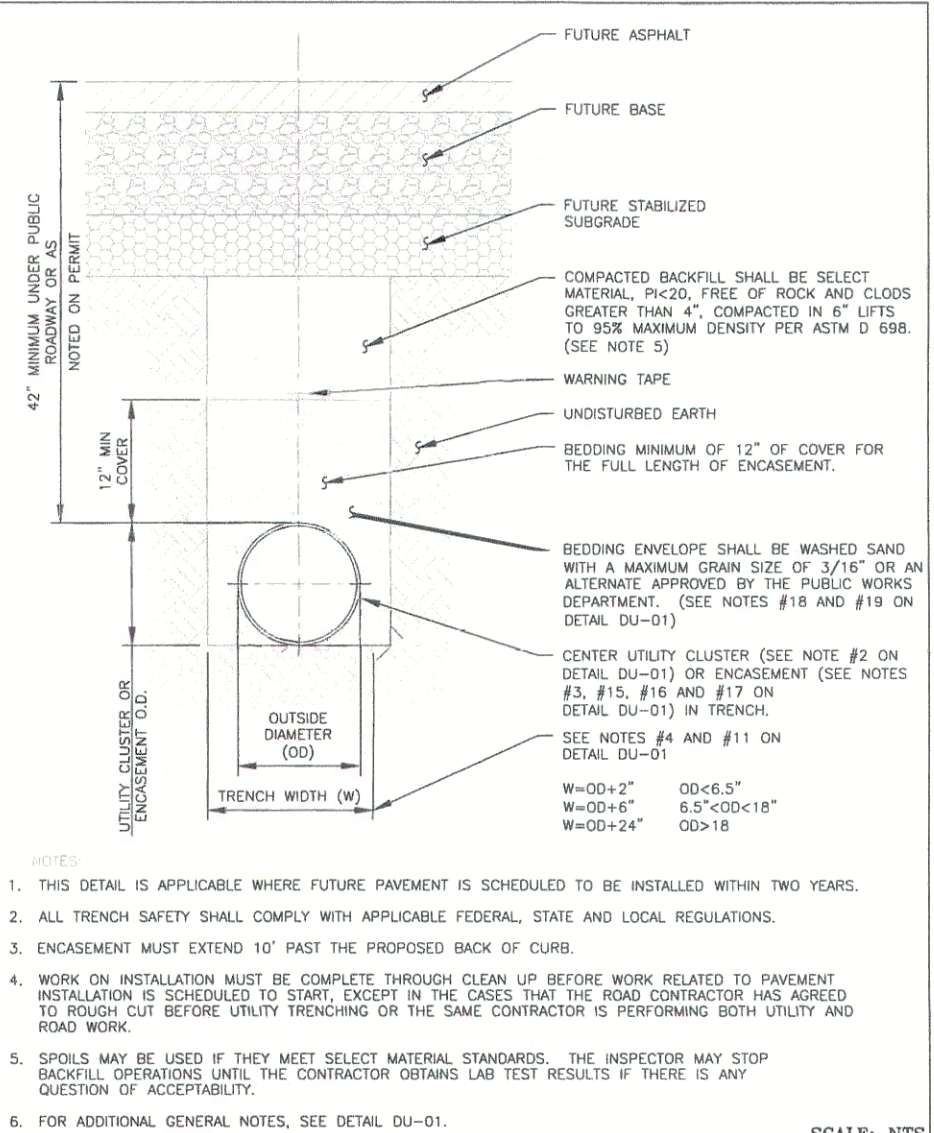 FUTURE ASPHALT
FUTURE BASE
FUTURE STABILIZED
SUBGRADE
COMPACTED BACKFILL SHALL BE SELECT
MATERIAL, PI<20, FREE OF ROCK AND CLODS
GREATER THAN 4", COMPACTED IN 6" LIFTS
TO 95% MAXIMUM DENSITY PER ASTM D 698.
(SEE NOTE 5)
WARNING TAPE
UNDISTURBED EARTH
BEDDING MINIMUM OF 12" OF COVER FOR
THE FULL LENGTH OF ENCASEMENT.
BEDDING ENVELOPE SHALL BE WASHED SAND
WITH A MAXIMUM GRAIN SIZE OF 3/16" OR AN
ALTERNATE APPROVED BY THE PUBLIC WORKS
DEPARTMENT. (SEE NOTES #18 AND #19 ON
DETAIL DU-01)
CENTER UTILITY CLUSTER (SEE NOTE #2 ON
DETAIL DU-01) OR ENCASEMENT (SEE NOTES
#3, #15, #16 AND #17 ON
DETAIL DU-01) IN TRENCH.
SEE NOTES #4 AND #11 ON
DETAIL DU-01
W=OD+2" OD<6.5"
W=OD+6" 6.5"<OD<18"
W=OD+24" OD>18
42" MINIMUM UNDER PUBLIC
ROADWAY OR AS
NOTED ON PERMIT
12" MIN
COVER
UTILITY CLUSTER OR
ENCASEMENT O.D.
OUTSIDE
DIAMETER
(OD)
TRENCH WIDTH (W)
NOTES:
1. THIS DETAIL IS APPLICABLE WHERE FUTURE PAVEMENT IS SCHEDULED TO BE INSTALLED WITHIN TWO YEARS.
2. ALL TRENCH SAFETY SHALL COMPLY WITH APPLICABLE FEDERAL, STATE AND LOCAL REGULATIONS.
3. ENCASEMENT MUST EXTEND 10' PAST THE PROPOSED BACK OF CURB.
4. WORK ON INSTALLATION MUST BE COMPLETE THROUGH CLEAN UP BEFORE WORK RELATED TO PAVEMENT
INSTALLATION IS SCHEDULED TO START, EXCEPT IN THE CASES THAT THE ROAD CONTRACTOR HAS AGREED
TO ROUGH CUT BEFORE UTILITY TRENCHING OR THE SAME CONTRACTOR IS PERFORMING BOTH UTILITY AND
ROAD WORK.
5. SPOILS MAY BE USED IF THEY MEET SELECT MATERIAL STANDARDS. THE INSPECTOR MAY STOP
BACKFILL OPERATIONS UNTIL THE CONTRACTOR OBTAINS LAB TEST RESULTS IF THERE IS ANY
QUESTION OF ACCEPTABILITY.
6. FOR ADDITIONAL GENERAL NOTES, SEE DETAIL DU-01.
SCALE: NTS